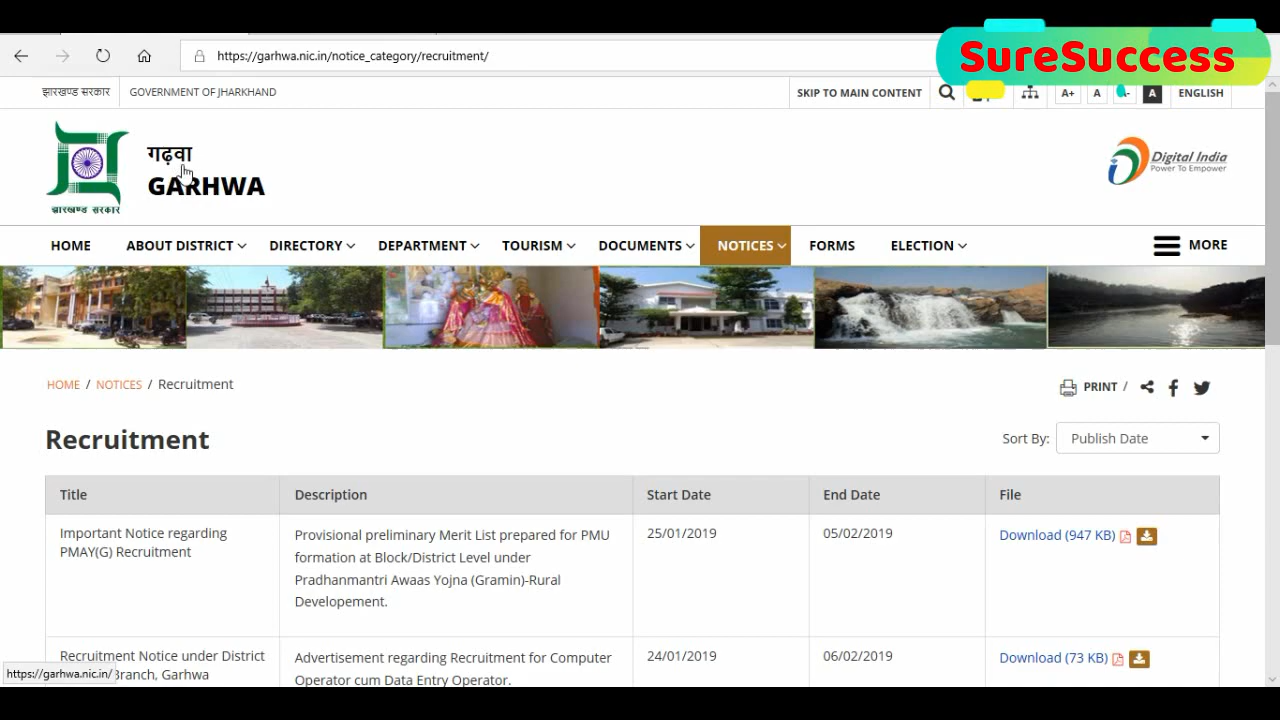 https://garhwa.nic.in/notice_category/recruitment/
SureSuccess
झारखण्ड सरकार
GOVERNMENT OF JHARKHAND
SKIP TO MAIN CONTENT
A+ A A- A
ENGLISH
गढ़वा
GARHWA
झारखण्ड सरकार
Digital India
Power To Empower
HOME ABOUT DISTRICT DIRECTORY DEPARTMENT TOURISM DOCUMENTS NOTICES FORMS ELECTION MORE
HOME / NOTICES / Recruitment
PRINT /
Recruitment
Sort By: Publish Date
Title Description Start Date End Date File
Important Notice regarding
PMAY(G) Recruitment
Provisional preliminary Merit List prepared for PMU
formation at Block/District Level under
Pradhanmantri Awaas Yojna (Gramin)-Rural
Developement.
25/01/2019
05/02/2019
Download (947 KB)
Recruitment Notice under District
Branch, Garhwa
Advertisement regarding Recruitment for Computer
Operator cum Data Entry Operator.
24/01/2019
06/02/2019
Download (73 KB)
https://garhwa.nic.in/